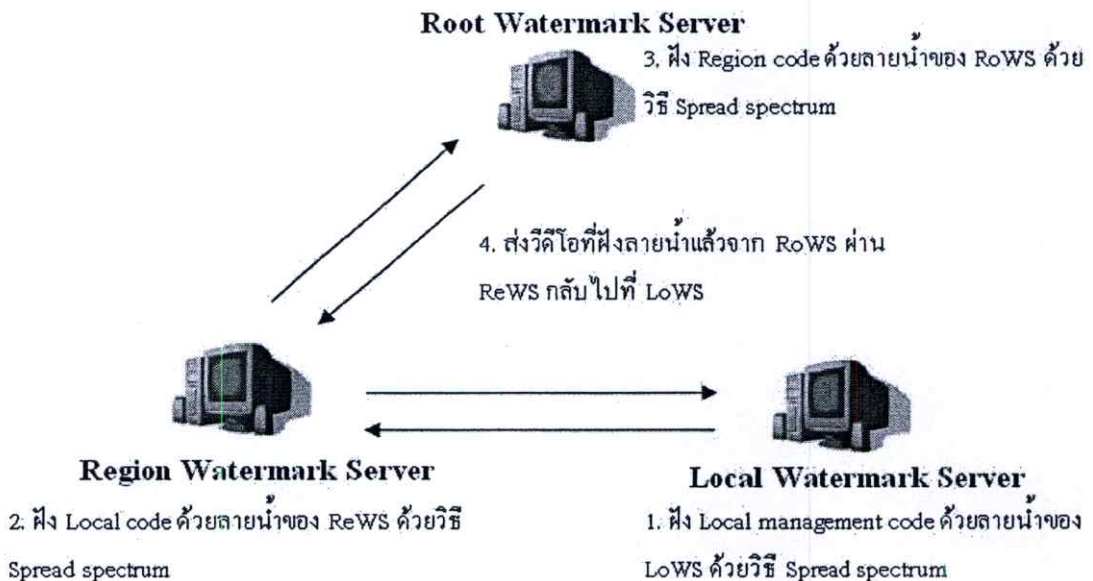 Root Watermark Server
3. ฝัง Region code ด้วยลายน้ำของ RoWS ด้วย
วิธี Spread spectrum
4. ส่งวีดีโอที่ฝังลายน้ำแล้วจาก RoWS ผ่าน
ReWS กลับไปที่ LoWS
Region Watermark Server
2. ฝัง Local code ด้วยลายน้ำของ ReWS ด้วยวิธี
Spread spectrum
Local Watermark Server
1. ฝัง Local management code ด้วยลายน้ำของ
LoWS ด้วยวิธี Spread spectrum